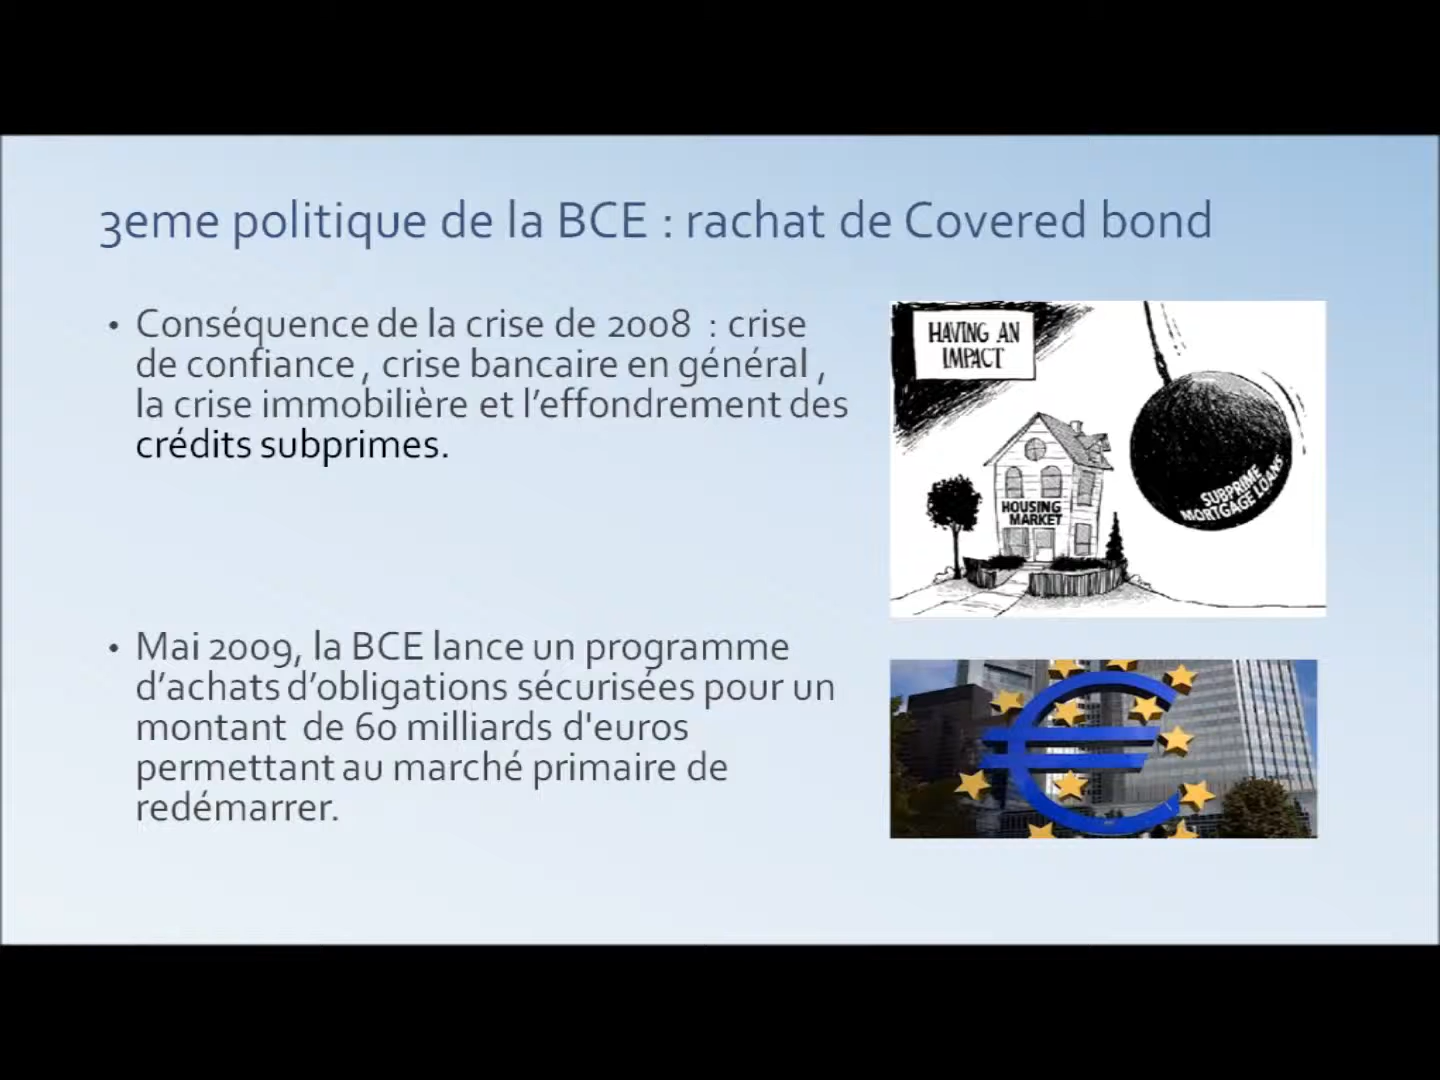 3eme politique de la BCE : rachat de Covered bond
• Conséquence de la crise de 2008 : crise
de confiance , crise bancaire en général ,
la crise immobilière et l’effondrement des
crédits subprimes.
HAVING AN
IMPACT
HOUSING
MARKET
SUBPRIME
MORTGAGE LOANS
• Mai 2009, la BCE lance un programme
d’achats d’obligations sécurisées pour un
montant de 60 milliards d'euros
permettant au marché primaire de
redémarrer.